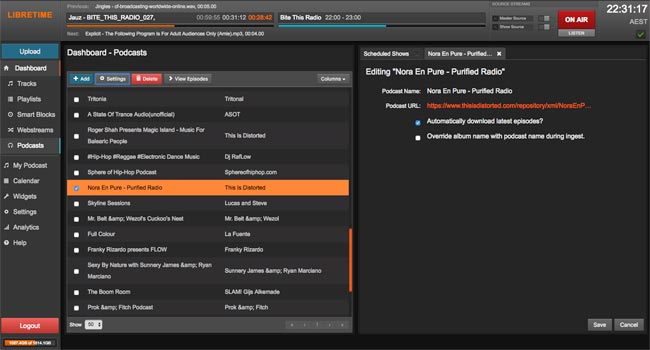 LIBRETIME
Previous: Jingles - cf-broadcasting-worldwide-online.wav, 00:05.00
Jauz - BITE_THIS_RADIO_027, 00:59:55 00:31:12 00:28:42
Next: Explicit - The Following Program Is For Adult Audiences Only (Amie).mp3, 00:04.30
Bite This Radio 22:00 - 23:00
SOURCE STREAMS
Master Source
Show Source
ON AIR
LISTEN
22:31:17
AEST
Upload
Dashboard
Tracks
Playlists
Smart Blocks
Webstreams
Podcasts
My Podcast
Calendar
Widgets
Settings
Analytics
Help
Logout
Dashboard - Podcasts
Add Settings Delete View Episodes Columns
Tritonia Tritonal
A State Of Trance Audio(unofficial) ASOT
Roger Shah Presents Magic Island - Music For
Balearic People This Is Distorted
#Hip-Hop #Reggae #Electronic Dance Music Dj RafLow
Sphere of Hip-Hop Podcast Sphereofhiphop.com
Nora En Pure - Purified Radio This Is Distorted
Skyline Sessions Lucas and Steve
Mr. Belt &amp; Wezol's Cuckoo's Nest Mr. Belt &amp; Wezol
Full Colour La Fuente
Franky Rizardo presents FLOW Franky Rizardo
Sexy By Nature with Sunnery James &amp; Ryan
Marciano Sunnery James &amp; Ryan Marciano
The Boom Room SLAM! Gijs Alkemade
Prok &amp; Fitch Podcast Prok &amp; Fitch
Show 50
1
Scheduled Shows Nora En Pure - Purified...
Editing "Nora En Pure - Purified Radio"
Podcast Name: Nora En Pure - Purified Radio
Podcast URL: https://www.thisisdistorted.com/repository/xml/NoraEnP...
Automatically download latest episodes?
Override album name with podcast name during ingest.
Save Cancel